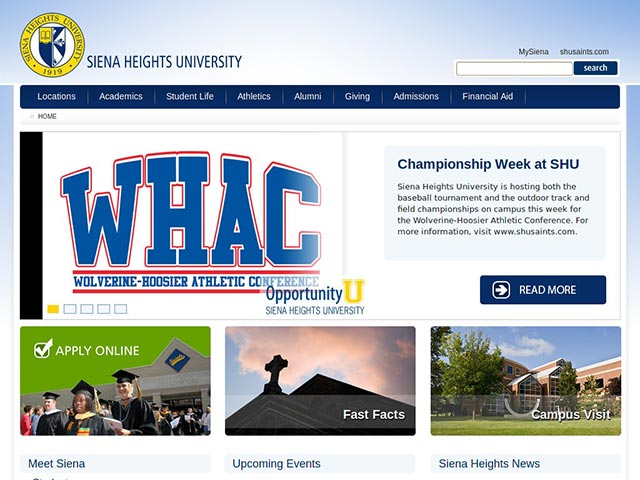 SIENA HEIGHTS UNIVERSITY
1919
SIENA HEIGHTS UNIVERSITY
MySiena shusaints.com
search
Locations Academics Student Life Athletics Alumni Giving Admissions Financial Aid
HOME
WHAC
WOLVERINE-HOOSIER ATHLETIC CONFERENCE
Opportunity U
SIENA HEIGHTS UNIVERSITY
Championship Week at SHU
Siena Heights University is hosting both the
baseball tournament and the outdoor track and
field championships on campus this week for
the Wolverine-Hoosier Athletic Conference. For
more information, visit www.shusaints.com.
READ MORE
APPLY ONLINE
Fast Facts
Campus Visit
Meet Siena
Upcoming Events
Siena Heights News